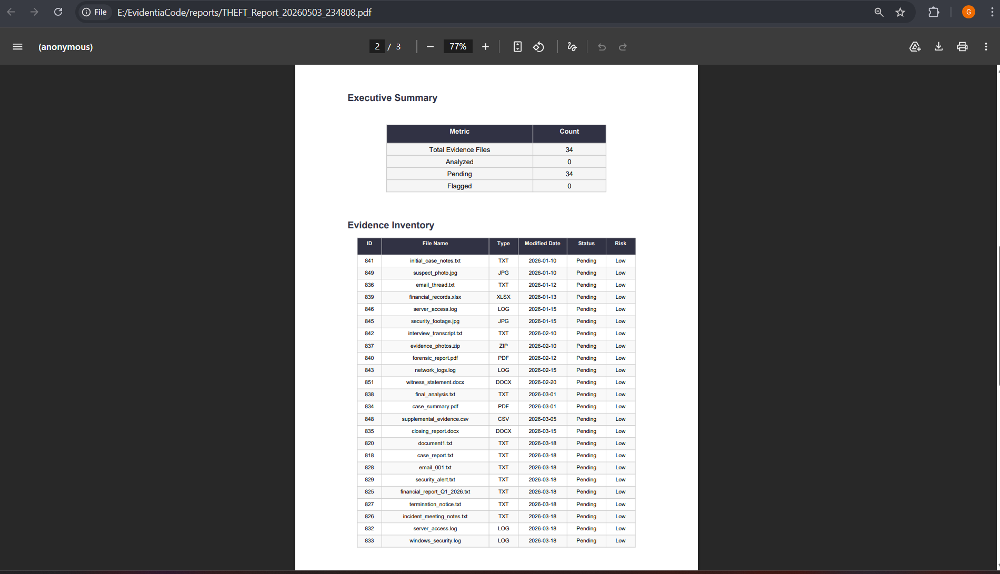 File E:/EvidentiaCode/reports/THEFT_Report_20260503_234808.pdf G
(anonymous) 2 / 3 77%
Executive Summary
Metric Count
Total Evidence Files 34
Analyzed 0
Pending 34
Flagged 0
Evidence Inventory
ID File Name Type Modified Date Status Risk
841 initial_case_notes.txt TXT 2026-01-10 Pending Low
849 suspect_photo.jpg JPG 2026-01-10 Pending Low
836 email_thread.txt TXT 2026-01-12 Pending Low
839 financial_records.xlsx XLSX 2026-01-13 Pending Low
846 server_access.log LOG 2026-01-15 Pending Low
845 security_footage.jpg JPG 2026-01-15 Pending Low
842 interview_transcript.txt TXT 2026-02-10 Pending Low
837 evidence_photos.zip ZIP 2026-02-10 Pending Low
840 forensic_report.pdf PDF 2026-02-12 Pending Low
843 network_logs.log LOG 2026-02-15 Pending Low
851 witness_statement.docx DOCX 2026-02-20 Pending Low
838 final_analysis.txt TXT 2026-03-01 Pending Low
834 case_summary.pdf PDF 2026-03-01 Pending Low
848 supplemental_evidence.csv CSV 2026-03-05 Pending Low
835 closing_report.docx DOCX 2026-03-15 Pending Low
820 document1.txt TXT 2026-03-18 Pending Low
818 case_report.txt TXT 2026-03-18 Pending Low
828 email_001.txt TXT 2026-03-18 Pending Low
829 security_alert.txt TXT 2026-03-18 Pending Low
825 financial_report_Q1_2026.txt TXT 2026-03-18 Pending Low
827 termination_notice.txt TXT 2026-03-18 Pending Low
826 incident_meeting_notes.txt TXT 2026-03-18 Pending Low
832 server_access.log LOG 2026-03-18 Pending Low
833 windows_security.log LOG 2026-03-18 Pending Low